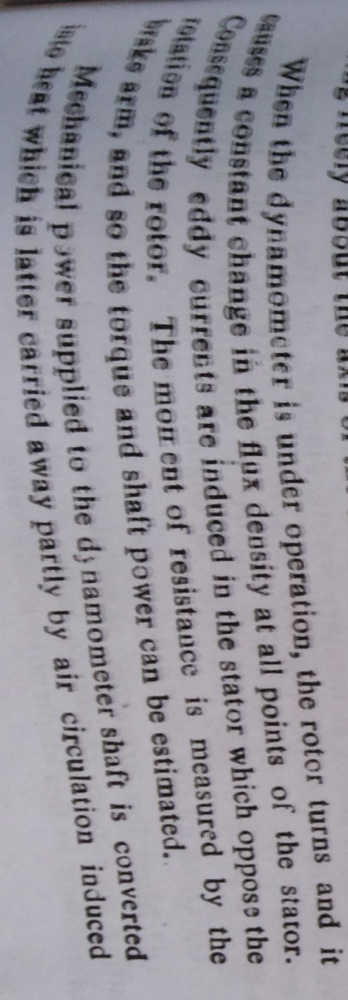 freely about the axis of
When the dynamometer is under operation, the rotor turns and it
causes a constant change in the flux density at all points of the stator.
Consequently eddy currents are induced in the stator which oppose the
rotation of the rotor. The moment of resistance is measured by the
brake arm, and so the torque and shaft power can be estimated.
Mechanical power supplied to the dynamometer shaft is converted
into heat which is latter carried away partly by air circulation induced